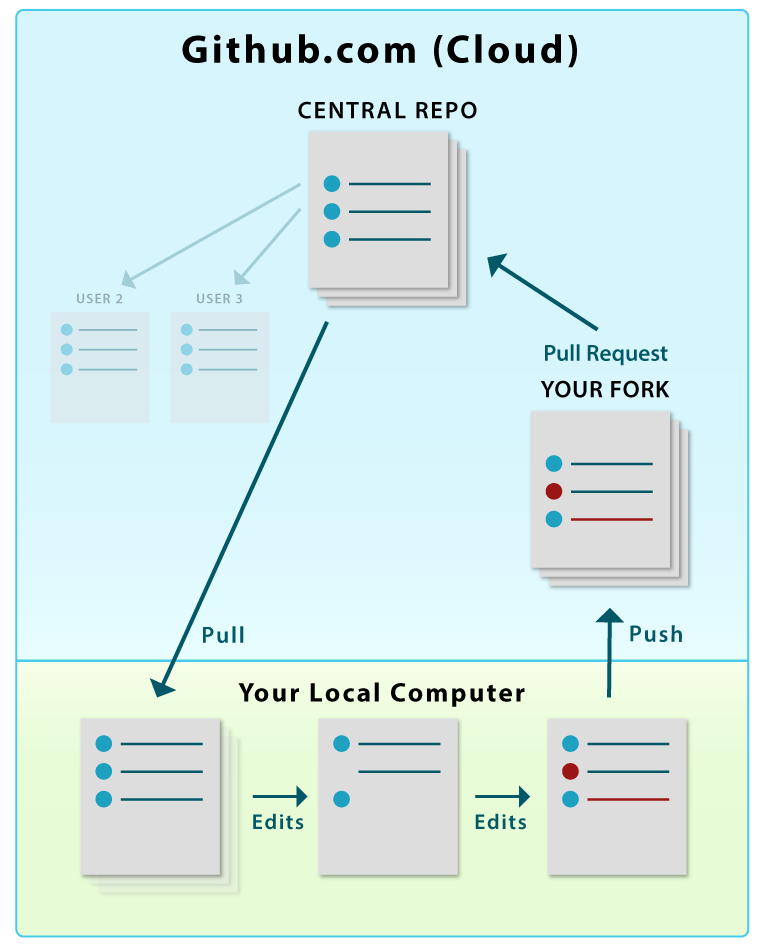 Github.com (Cloud)
CENTRAL REPO
USER 2
USER 3
Pull Request
YOUR FORK
Pull
Push
Your Local Computer
Edits
Edits